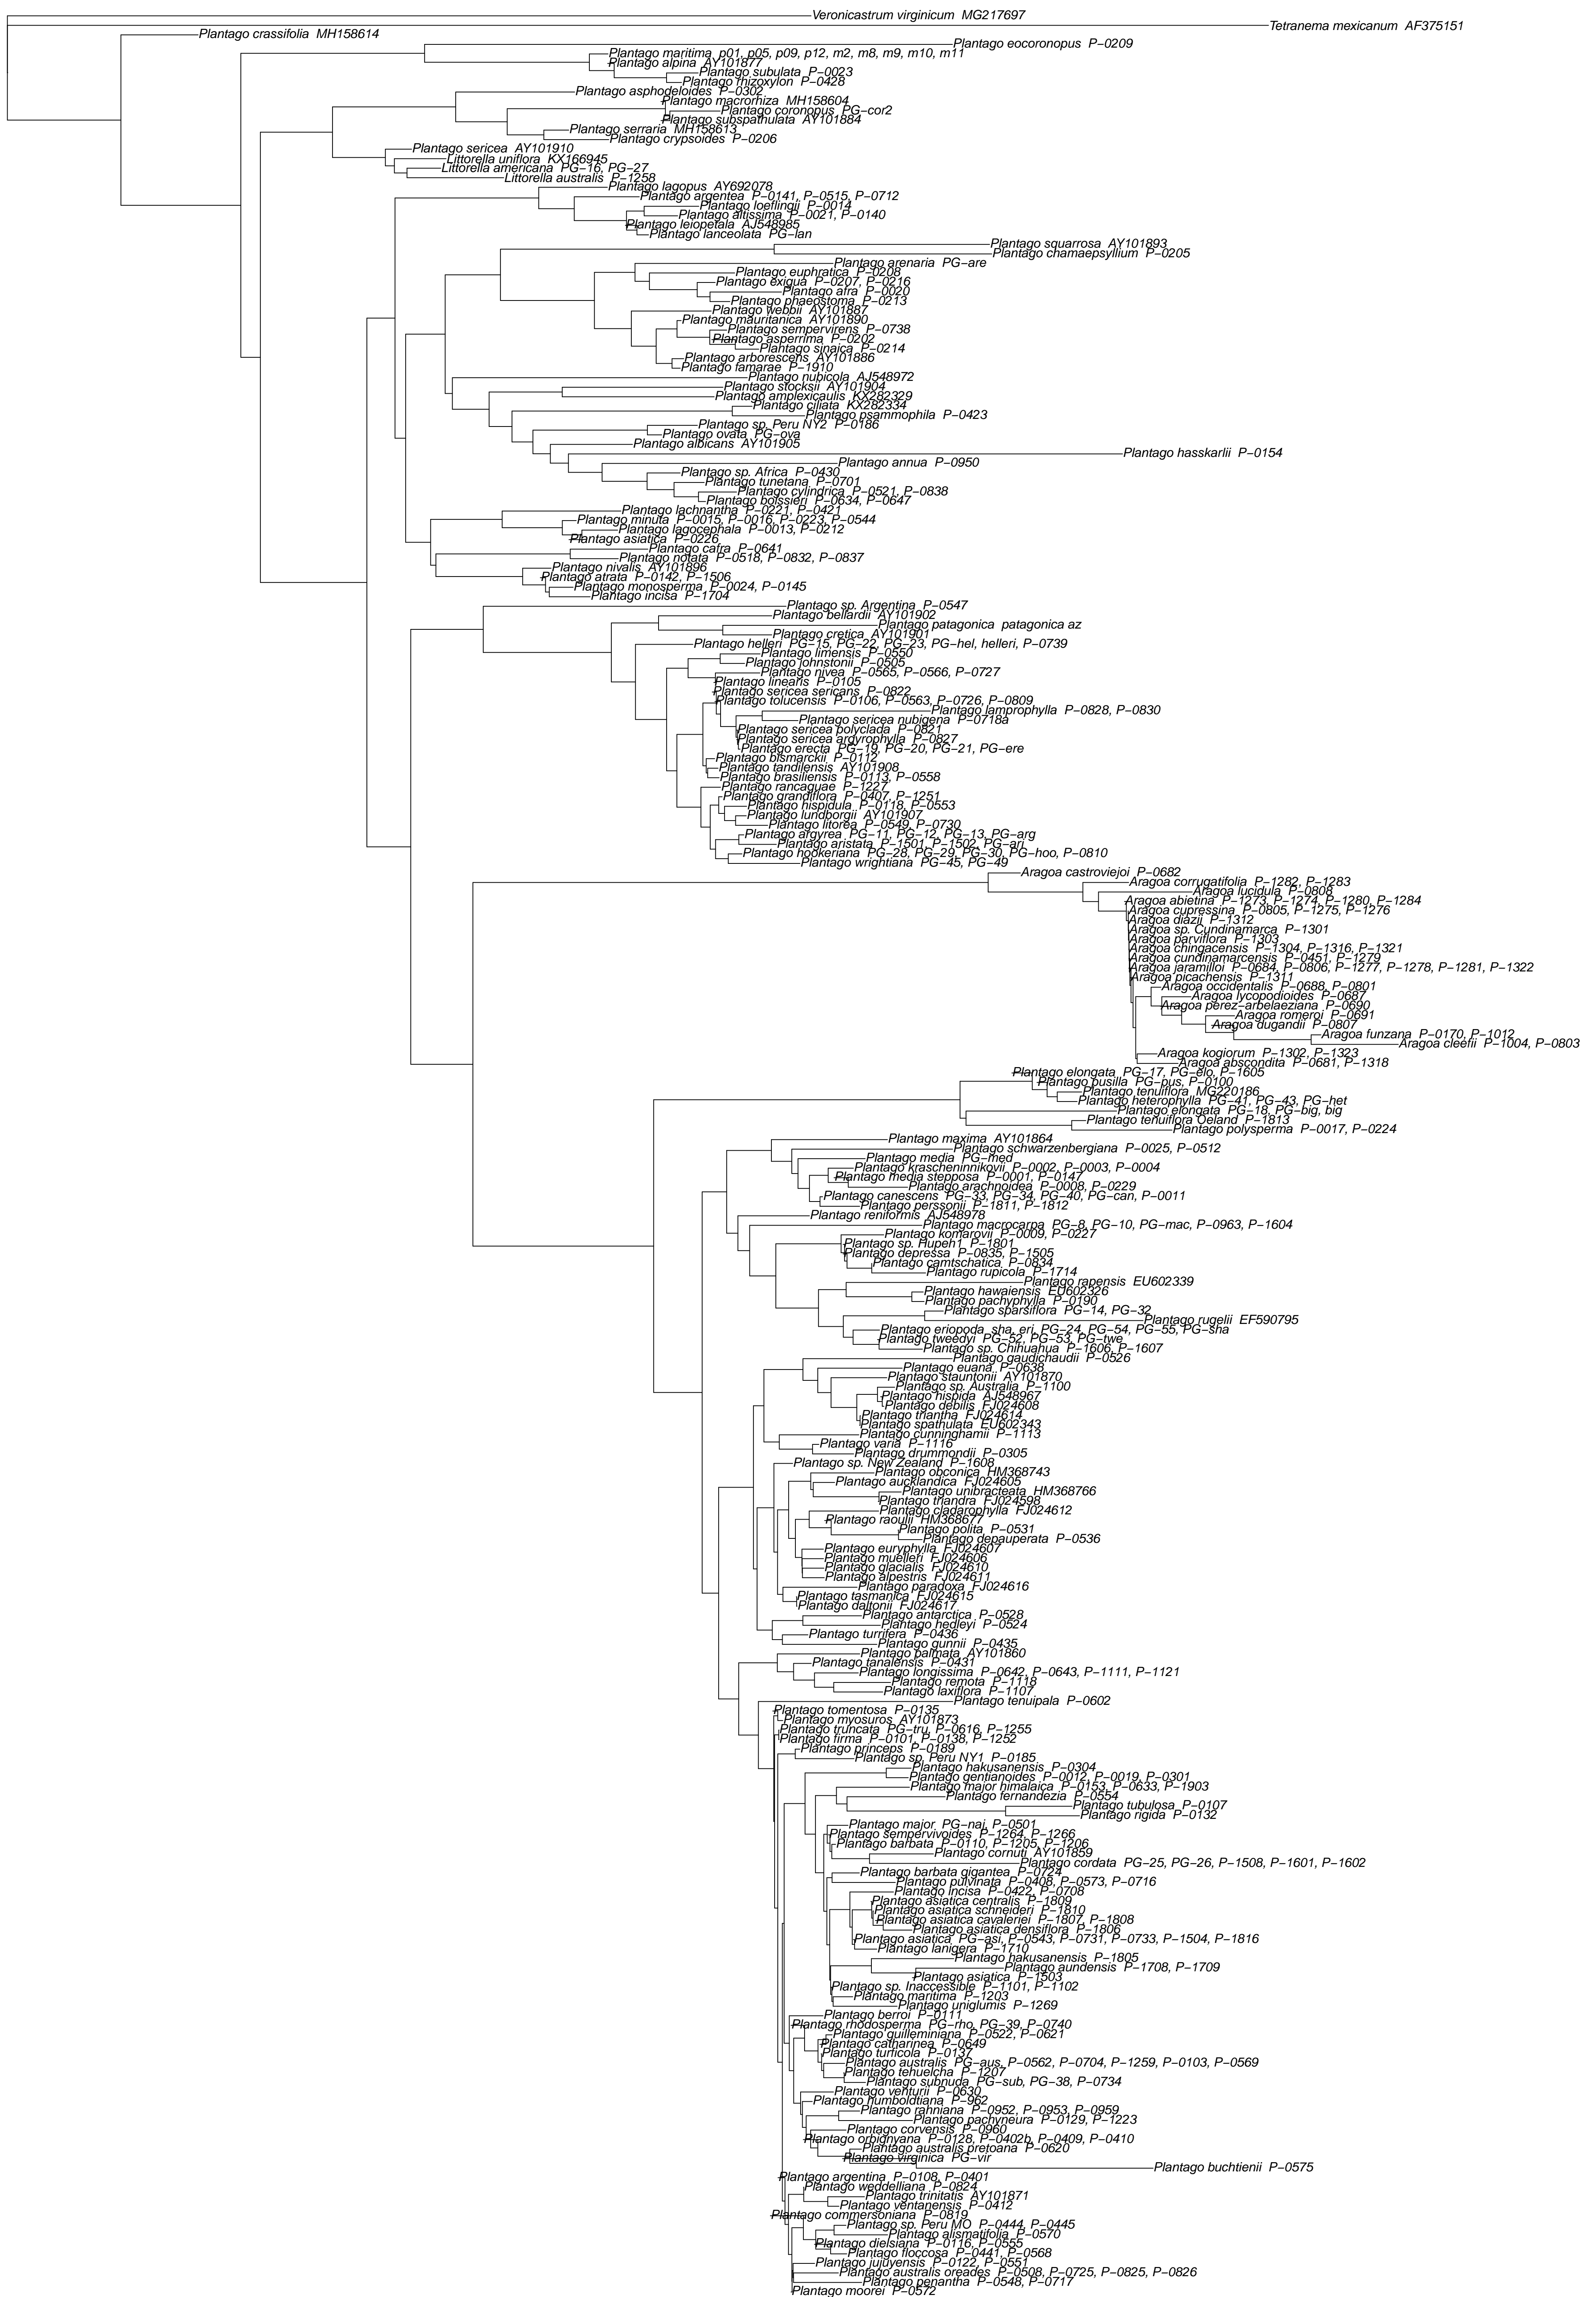 Veronicastrum virginicum MG217697
Tetranema mexicanum AF375151
Plantago crassifolia MH158614
Plantago eocoronopus P−0209
Plantago maritima p01, p05, p09, p12, m2, m8, m9, m10, m11
Plantago alpina AY101877
Plantago subulata P−0023
Plantago rhizoxylon P−0428
Plantago asphodeloides P−0302
Plantago macrorhiza MH158604
Plantago coronopus PG−cor2
Plantago subspathulata AY101884
Plantago serraria MH158613
Plantago crypsoides P−0206
Plantago sericea AY101910
Littorella uniflora KX166945
Littorella americana PG−16, PG−27
Littorella australis P−1258
Plantago lagopus AY692078
Plantago argentea P−0141, P−0515, P−0712
Plantago loeflingii P−0014
Plantago altissima P−0021, P−0140
Plantago leiopetala AJ548985
Plantago lanceolata PG−lan
Plantago squarrosa AY101893
Plantago chamaepsyllium P−0205
Plantago arenaria PG−are
Plantago euphratica P−0208
Plantago exigua P−0207, P−0216
Plantago afra P−0020
Plantago phaeostoma P−0213
Plantago webbii AY101887
Plantago mauritanica AY101890
Plantago sempervirens P−0738
Plantago asperrima P−0202
Plantago sinaica P−0214
Plantago arborescens AY101886
Plantago famarae P−1910
Plantago nubicola AJ548972
Plantago stocksii AY101904
Plantago amplexicaulis KX282329
Plantago ciliata KX282334
Plantago psammophila P−0423
Plantago sp. Peru NY2 P−0186
Plantago ovata PG−ova
Plantago albicans AY101905
Plantago hasskarlii P−0154
Plantago annua P−0950
Plantago sp. Africa P−0430
Plantago tunetana P−0701
Plantago cylindrica P−0521, P−0838
Plantago boissieri P−0634, P−0647
Plantago lachnantha P−0221, P−0421
Plantago minuta P−0015, P−0016, P−0223, P−0544
Plantago lagocephala P−0013, P−0212
Plantago asiatica P−0226
Plantago cafra P−0641
Plantago notata P−0518, P−0832, P−0837
Plantago nivalis AY101896
Plantago atrata P−0142, P−1506
Plantago monosperma P−0024, P−0145
Plantago incisa P−1704
Plantago sp. Argentina P−0547
Plantago bellardii AY101902
Plantago patagonica patagonica az
Plantago cretica AY101901
Plantago helleri PG−15, PG−22, PG−23, PG−hel, helleri, P−0739
Plantago limensis P−0550
Plantago johnstonii P−0505
Plantago nivea P−0565, P−0566, P−0727
Plantago linearis P−0105
Plantago sericea sericans P−0822
Plantago tolucensis P−0106, P−0563, P−0726, P−0809
Plantago lamprophylla P−0828, P−0830
Plantago sericea nubigena P−0718a
Plantago sericea polyclada P−0821
Plantago sericea argyrophylla P−0827
Plantago erecta PG−19, PG−20, PG−21, PG−ere
Plantago bismarckii P−0112
Plantago tandilensis AY101908
Plantago brasiliensis P−0113, P−0558
Plantago rancaguae P−1227
Plantago grandiflora P−0407, P−1251
Plantago hispidula P−0118, P−0553
Plantago lundborgii AY101907
Plantago litorea P−0549, P−0730
Plantago argyrea PG−11, PG−12, PG−13, PG−arg
Plantago aristata P−1501, P−1502, PG−ari
Plantago hookeriana PG−28, PG−29, PG−30, PG−hoo, P−0810
Plantago wrightiana PG−45, PG−49
Aragoa castroviejoi P−0682
Aragoa corrugatifolia P−1282, P−1283
Aragoa lucidula P−0808
Aragoa abietina P−1273, P−1274, P−1280, P−1284
Aragoa cupressina P−0805, P−1275, P−1276
Aragoa diazii P−1312
Aragoa sp. Cundinamarca P−1301
Aragoa parviflora P−1303
Aragoa chingacensis P−1304, P−1316, P−1321
Aragoa cundinamarcensis P−0451, P−1279
Aragoa jaramilloi P−0684, P−0806, P−1277, P−1278, P−1281, P−1322
Aragoa picachensis P−1311
Aragoa occidentalis P−0688, P−0801
Aragoa lycopodioides P−0687
Aragoa perez−arbelaeziana P−0690
Aragoa romeroi P−0691
Aragoa dugandii P−0807
Aragoa funzana P−0170, P−1012
Aragoa cleefii P−1004, P−0803
Aragoa kogiorum P−1302, P−1323
Aragoa abscondita P−0681, P−1318
Plantago elongata PG−17, PG−elo, P−1605
Plantago pusilla PG−pus, P−0100
Plantago tenuiflora MG220186
Plantago heterophylla PG−41, PG−43, PG−het
Plantago elongata PG−18, PG−big, big
Plantago tenuiflora Oeland P−1813
Plantago polysperma P−0017, P−0224
Plantago maxima AY101864
Plantago schwarzenbergiana P−0025, P−0512
Plantago media PG−med
Plantago krascheninnikovii P−0002, P−0003, P−0004
Plantago media stepposa P−0001, P−0147
Plantago arachnoidea P−0008, P−0229
Plantago canescens PG−33, PG−34, PG−40, PG−can, P−0011
Plantago perssonii P−1811, P−1812
Plantago reniformis AJ548978
Plantago macrocarpa PG−8, PG−10, PG−mac, P−0963, P−1604
Plantago komarovii P−0009, P−0227
Plantago sp. Hupeh1 P−1801
Plantago depressa P−0835, P−1505
Plantago camtschatica P−0834
Plantago rupicola P−1714
Plantago rapensis EU602339
Plantago hawaiensis EU602326
Plantago pachyphylla P−0190
Plantago sparsiflora PG−14, PG−32
Plantago rugelii EF590795
Plantago eriopoda sha, eri, PG−24, PG−54, PG−55, PG−sha
Plantago tweedyi PG−52, PG−53, PG−twe
Plantago sp. Chihuahua P−1606, P−1607
Plantago gaudichaudii P−0526
Plantago euana P−0638
Plantago stauntonii AY101870
Plantago sp. Australia P−1100
Plantago hispida AJ548967
Plantago debilis FJ024608
Plantago triantha FJ024614
Plantago spathulata EU602343
Plantago cunninghamii P−1113
Plantago varia P−1116
Plantago drummondii P−0305
Plantago sp. New Zealand P−1608
Plantago obconica HM368743
Plantago aucklandica FJ024605
Plantago unibracteata HM368766
Plantago triandra FJ024598
Plantago cladarophylla FJ024612
Plantago raoulii HM368677
Plantago polita P−0531
Plantago depauperata P−0536
Plantago euryphylla FJ024607
Plantago muelleri FJ024606
Plantago glacialis FJ024610
Plantago alpestris FJ024611
Plantago paradoxa FJ024616
Plantago tasmanica FJ024615
Plantago daltonii FJ024617
Plantago antarctica P−0528
Plantago hedleyi P−0524
Plantago turrifera P−0436
Plantago gunnii P−0435
Plantago palmata AY101860
Plantago tanalensis P−0431
Plantago longissima P−0642, P−0643, P−1111, P−1121
Plantago remota P−1118
Plantago laxiflora P−1107
Plantago tenuipala P−0602
Plantago tomentosa P−0135
Plantago myosuros AY101873
Plantago truncata PG−tru, P−0616, P−1255
Plantago firma P−0101, P−0138, P−1252
Plantago princeps P−0189
Plantago sp. Peru NY1 P−0185
Plantago hakusanensis P−0304
Plantago gentianoides P−0012, P−0019, P−0301
Plantago major himalaica P−0153, P−0633, P−1903
Plantago fernandezia P−0554
Plantago tubulosa P−0107
Plantago rigida P−0132
Plantago major PG−naj, P−0501
Plantago sempervivoides P−1264, P−1266
Plantago barbata P−0110, P−1205, P−1206
Plantago cornuti AY101859
Plantago cordata PG−25, PG−26, P−1508, P−1601, P−1602
Plantago barbata gigantea P−0724
Plantago pulvinata P−0408, P−0573, P−0716
Plantago incisa P−0422, P−0708
Plantago asiatica centralis P−1809
Plantago asiatica schneideri P−1810
Plantago asiatica cavaleriei P−1807, P−1808
Plantago asiatica densiflora P−1806
Plantago asiatica PG−asi, P−0543, P−0731, P−0733, P−1504, P−1816
Plantago lanigera P−1710
Plantago hakusanensis P−1805
Plantago aundensis P−1708, P−1709
Plantago asiatica P−1503
Plantago sp. Inaccessible P−1101, P−1102
Plantago maritima P−1203
Plantago uniglumis P−1269
Plantago berroi P−0111
Plantago rhodosperma PG−rho, PG−39, P−0740
Plantago guilleminiana P−0522, P−0621
Plantago catharinea P−0649
Plantago turficola P−0137
Plantago australis PG−aus, P−0562, P−0704, P−1259, P−0103, P−0569
Plantago tehuelcha P−1207
Plantago subnuda PG−sub, PG−38, P−0734
Plantago venturii P−0630
Plantago humboldtiana P−962
Plantago rahniana P−0952, P−0953, P−0959
Plantago pachyneura P−0129, P−1223
Plantago corvensis P−0960
Plantago orbignyana P−0128, P−0402b, P−0409, P−0410
Plantago australis pretoana P−0620
Plantago virginica PG−vir
Plantago buchtienii P−0575
Plantago argentina P−0108, P−0401
Plantago weddelliana P−0824
Plantago trinitatis AY101871
Plantago ventanensis P−0412
Plantago commersoniana P−0819
Plantago sp. Peru MO P−0444, P−0445
Plantago alismatifolia P−0570
Plantago dielsiana P−0116, P−0555
Plantago floccosa P−0441, P−0568
Plantago jujuyensis P−0122, P−0551
Plantago australis oreades P−0508, P−0725, P−0825, P−0826
Plantago penantha P−0548, P−0717
Plantago moorei P−0572